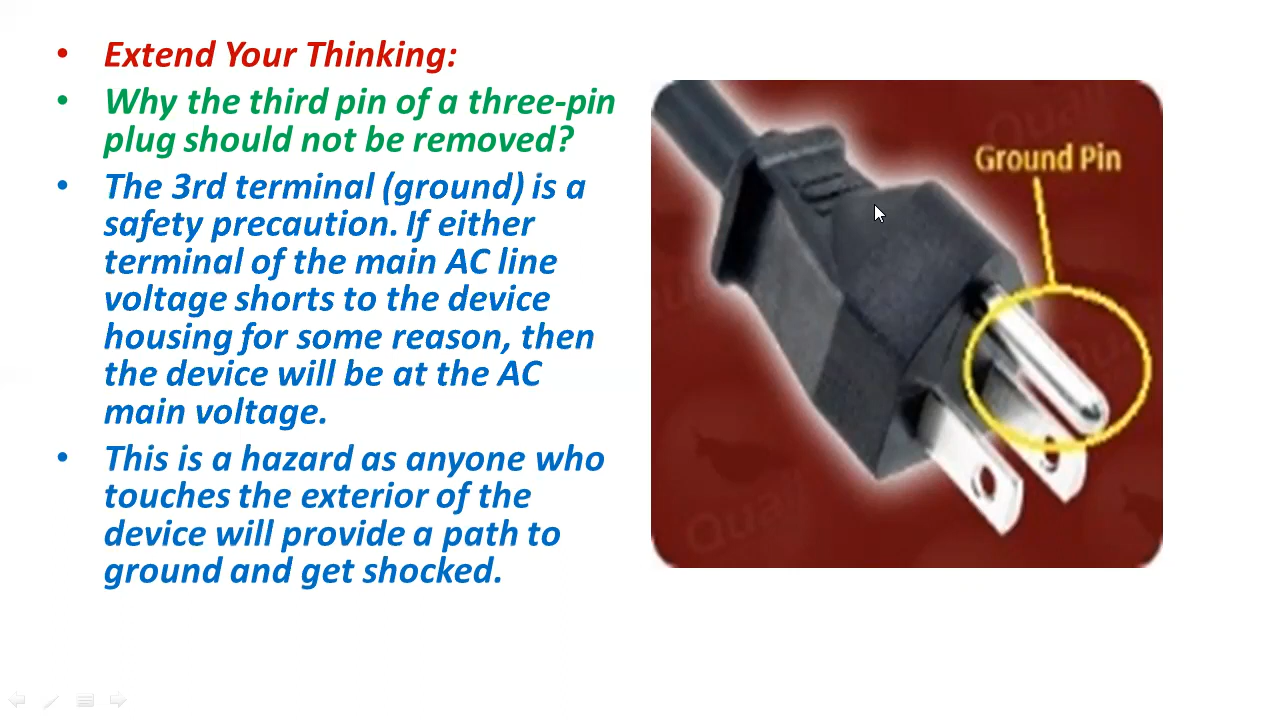 • Extend Your Thinking:
• Why the third pin of a three-pin
plug should not be removed?
• The 3rd terminal (ground) is a
safety precaution. If either
terminal of the main AC line
voltage shorts to the device
housing for some reason, then
the device will be at the AC
main voltage.
• This is a hazard as anyone who
touches the exterior of the
device will provide a path to
ground and get shocked.
Ground Pin